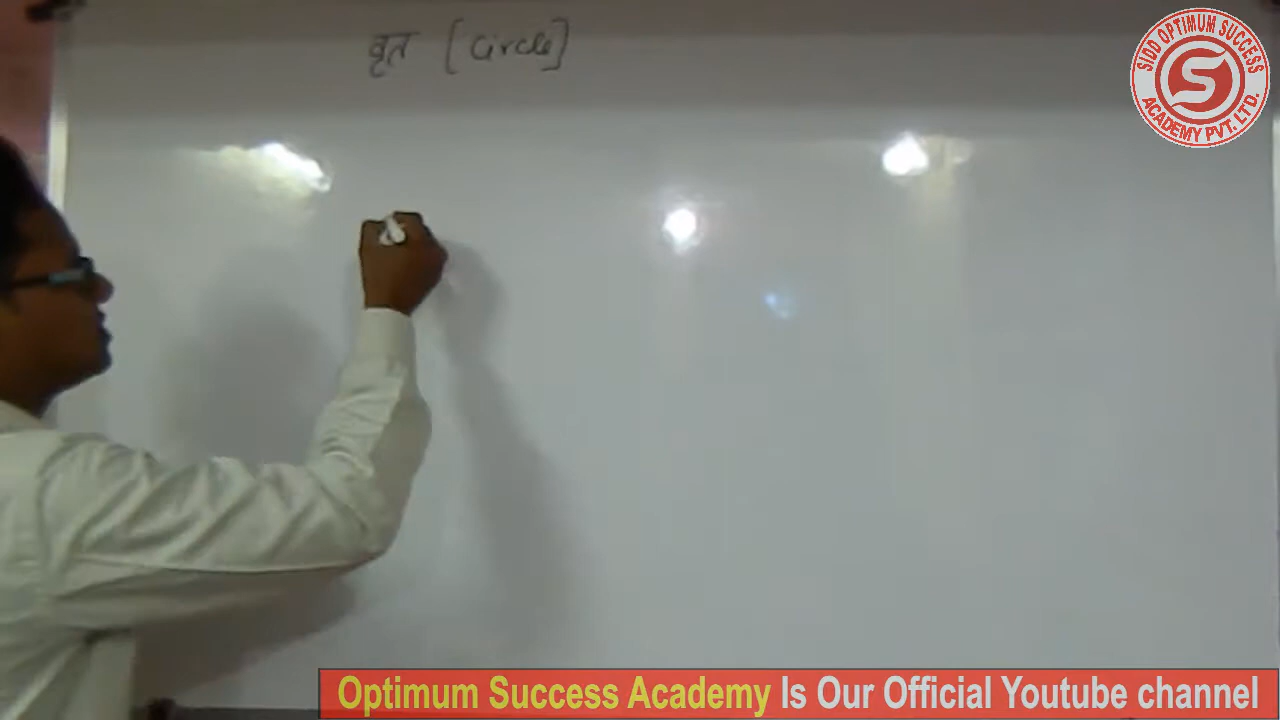 वृत [Circle]
SIDD OPTIMUM SUCCESS
S
ACADEMY PVT. LTD.
Optimum Success Academy Is Our Official Youtube channel